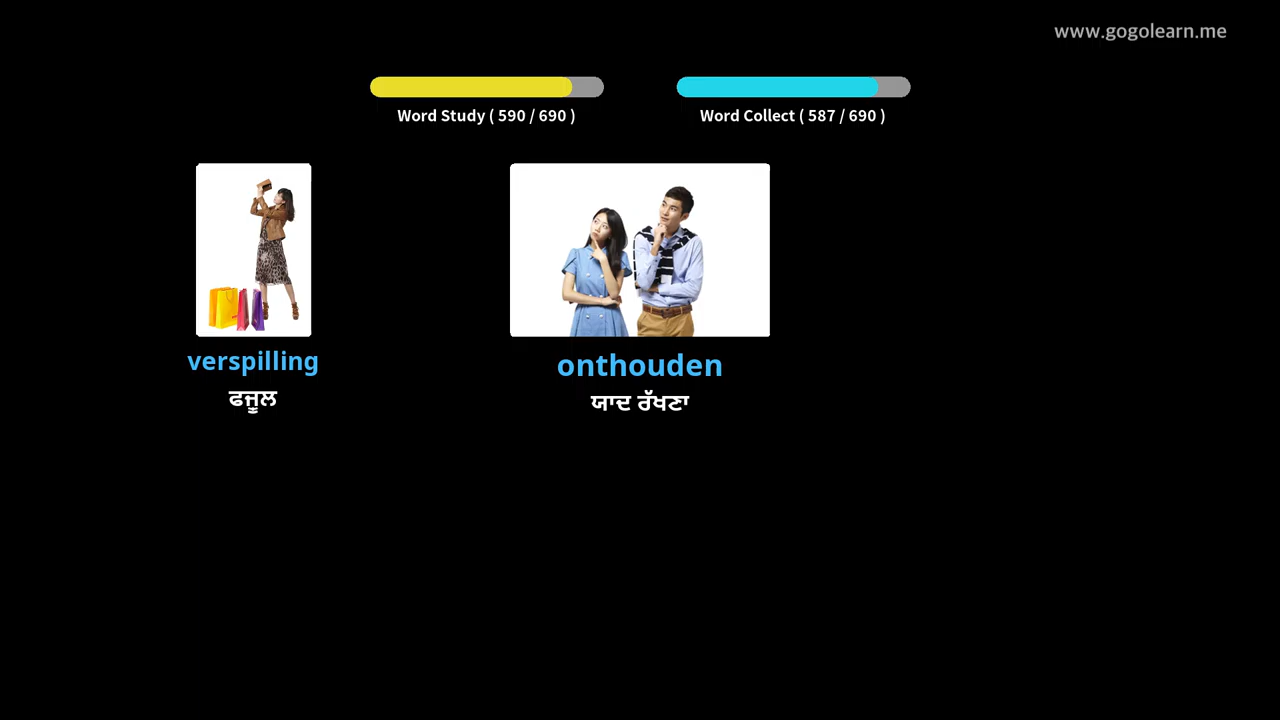 www.gogolearn.me
Word Study ( 590 / 690 )
Word Collect ( 587 / 690 )
verspilling
ਫਜ਼ੂਲ
onthouden
ਯਾਦ ਰੱਖਣਾ